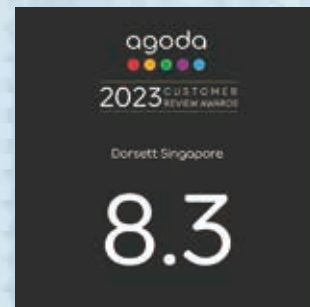 agoda
2023 CUSTOMER
REVIEW AWARDS
Dorsett Singapore
8.3